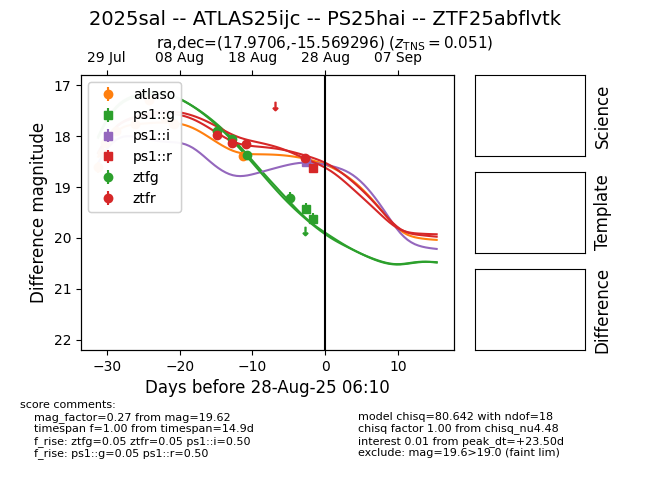 2025sal -- ATLAS25ijc -- PS25hai -- ZTF25abflvtk
ra,dec=(17.9706,-15.569296) (z_TNS = 0.051)
29 Jul 08 Aug 18 Aug 28 Aug 07 Sep
17
18
19
20
21
22
Difference magnitude
atlaso
ps1::g
ps1::i
ps1::r
ztfg
ztfr
Science
Template
Difference
−30 −20 −10 0 10
Days before 28-Aug-25 06:10
score comments:
mag_factor=0.27 from mag=19.62
timespan f=1.00 from timespan=14.9d
f_rise: ztfg=0.05 ztfr=0.05 ps1::i=0.50
f_rise: ps1::g=0.05 ps1::r=0.50
model chisq=80.642 with ndof=18
chisq factor 1.00 from chisq_nu4.48
interest 0.01 from peak_dt=+23.50d
exclude: mag=19.6>19.0 (faint lim)